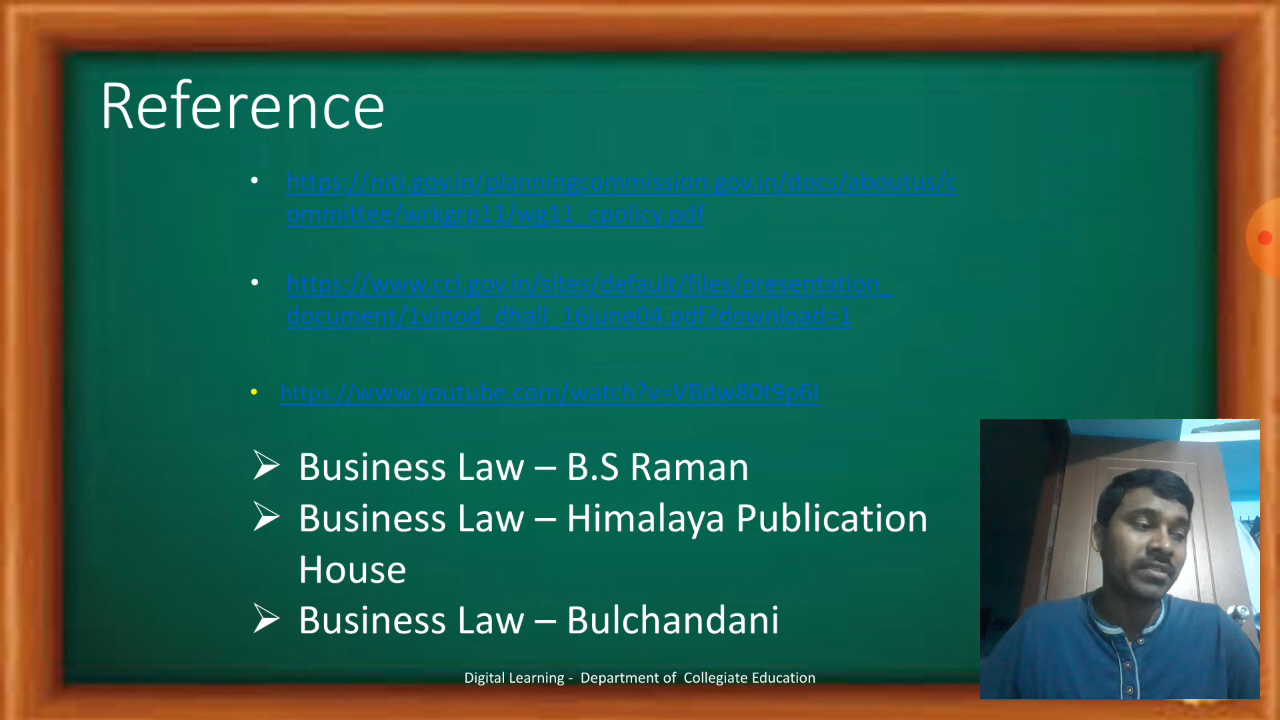 Reference
• https://niti.gov.in/planningcommission.gov.in/docs/aboutus/c
ommittee/wrkgrp11/wg11_cpolicy.pdf
• https://www.cci.gov.in/sites/default/files/presentation_
document/1vinod_dhall_16june04.pdf?download=1
• https://www.youtube.com/watch?v=VBdw80t9p6I
➢ Business Law – B.S Raman
➢ Business Law – Himalaya Publication
House
➢ Business Law – Bulchandani
Digital Learning - Department of Collegiate Education